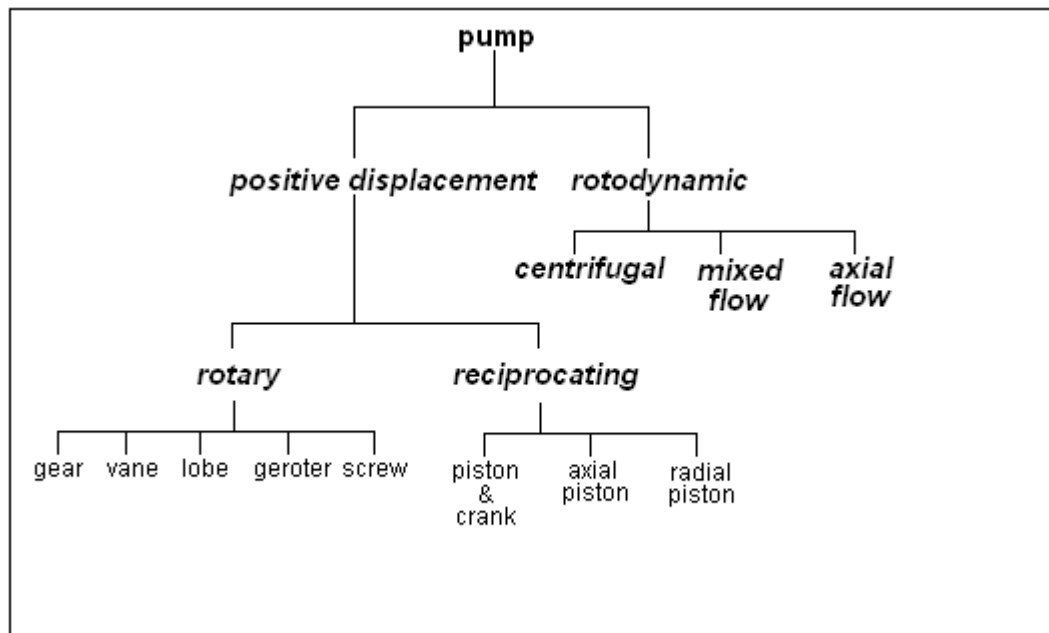 pump
positive displacement rotodynamic
centrifugal mixed axial
flow flow
rotary reciprocating
gear vane lobe geroter screw piston axial radial
& piston piston
crank